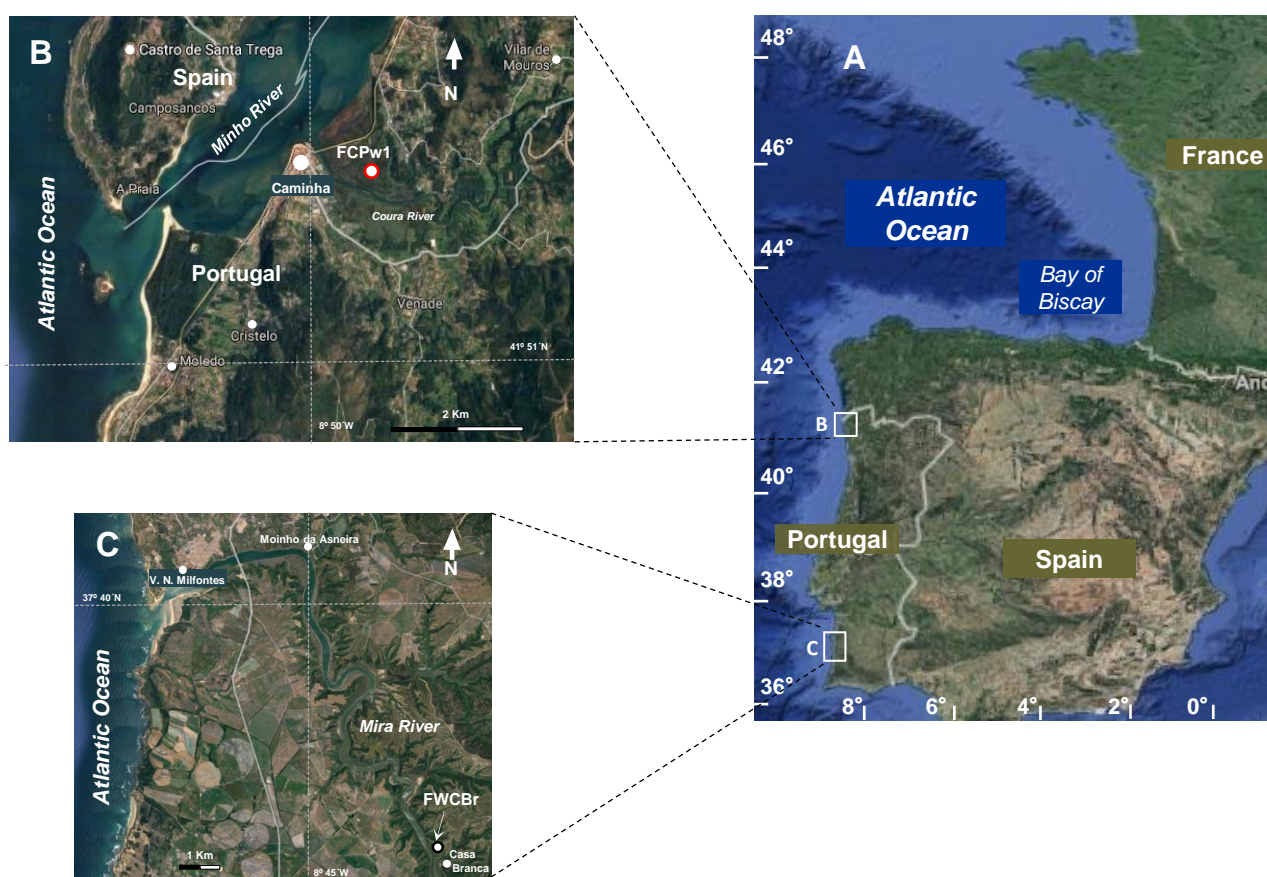 B
Castro de Santa Trega
Spain
Camposancos
Minho River
N
Vilar de
Mouros
A Praia
FCPw1
Caminha
Coura River
Atlantic Ocean
Portugal
Venade
Cristelo
Moledo
41º 51´N
8º 50´W
2 Km
A
48°
46°
44°
42°
40°
38°
36°
France
Atlantic
Ocean
Bay of
Biscay
And
B
Portugal
Spain
C
8°
6°
4°
2°
0°
C
Moinho da Asneira
N
V. N. Milfontes
37º 40´N
Atlantic Ocean
Mira River
FWCBr
Casa
Branca
1 Km
8º 45´W